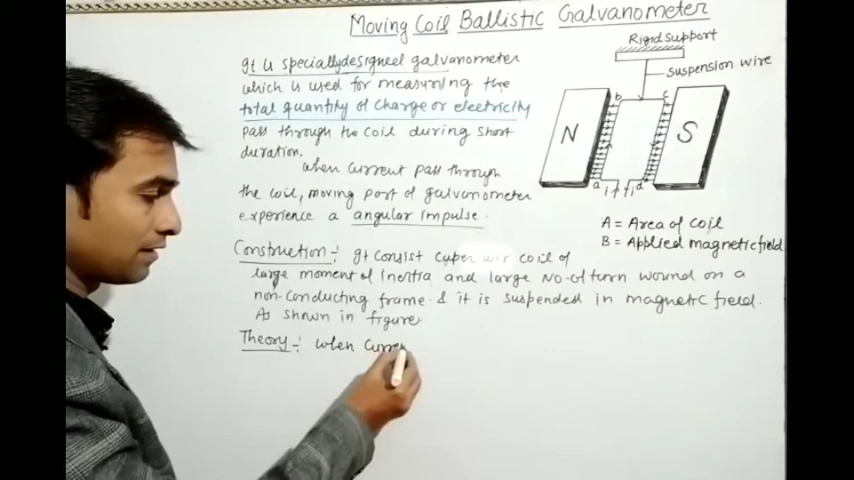 Moving Coil Ballistic Galvanometer
It is specially designed galvanometer
which is used for measuring the
total quantity of charge or electricity
pass through the coil during short
duration.
when current pass through
the coil, moving part of galvanometer
experience a angular impulse.
Rigid support
suspension wire
b c
N S
a d
A = Area of coil
B = Applied magnetic field
Construction:- It consist cuper wir coil of
large moment of inertia and large No-of turn wound on a
non-conducting frame & it is suspended in magnetic field.
As shown in figure
Theory:- when Curre